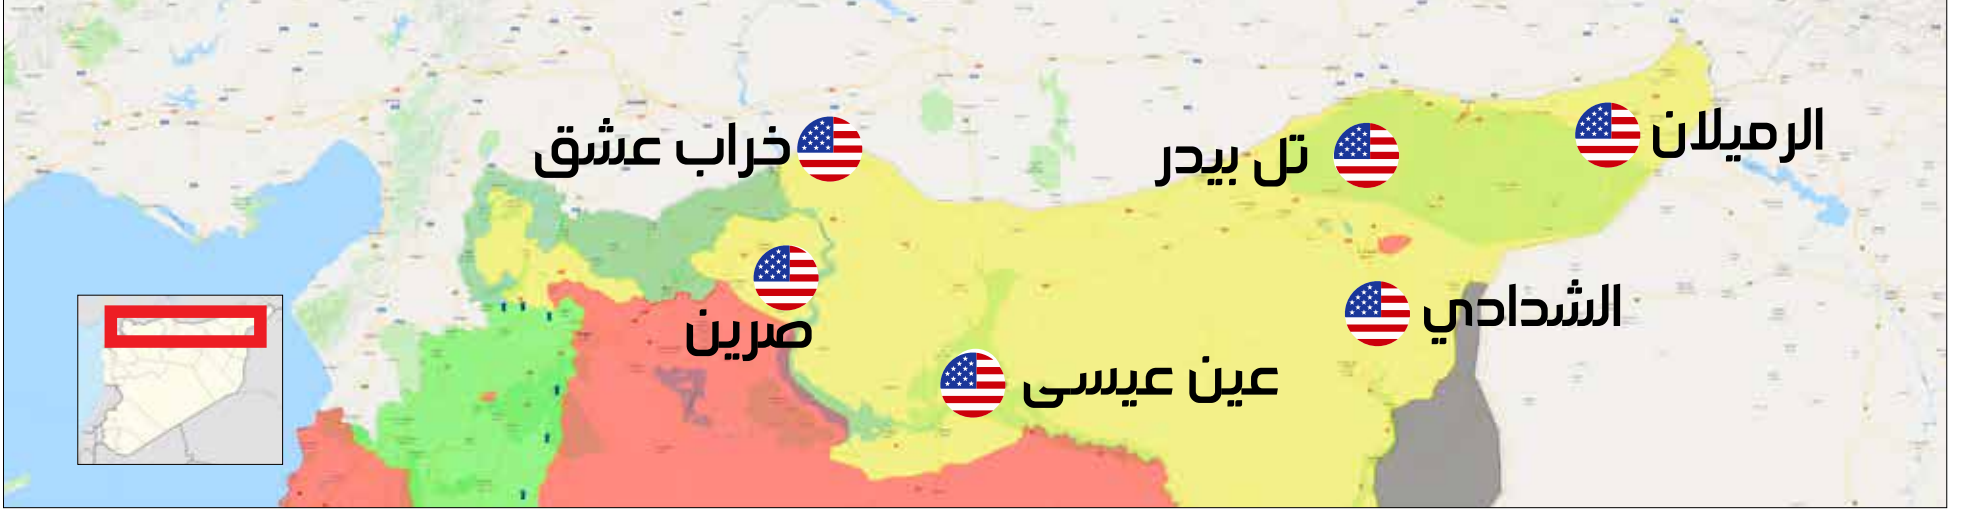 خراب عشق
تل بيدر
الرميلان
صرين
عين عيسى
الشدادي